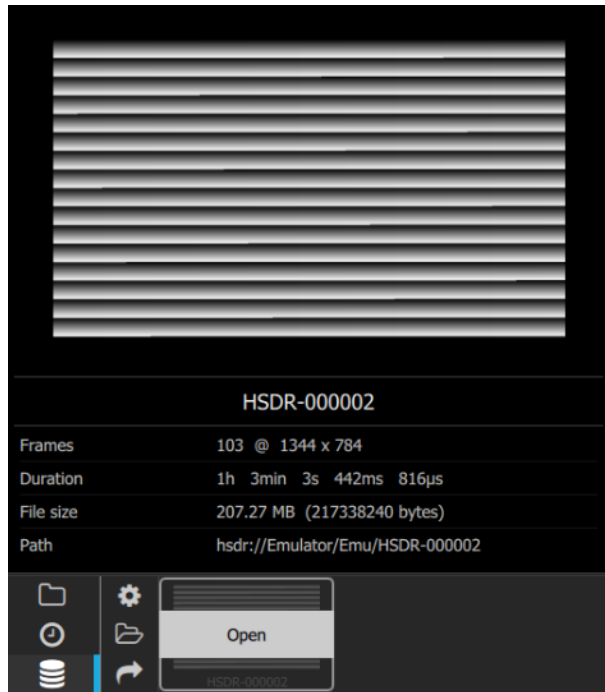 HSDR-000002
Frames 103 @ 1344 x 784
Duration 1h 3min 3s 442ms 816µs
File size 207.27 MB (217338240 bytes)
Path hsdr://Emulator/Emu/HSDR-000002
Open
HSDR-000002